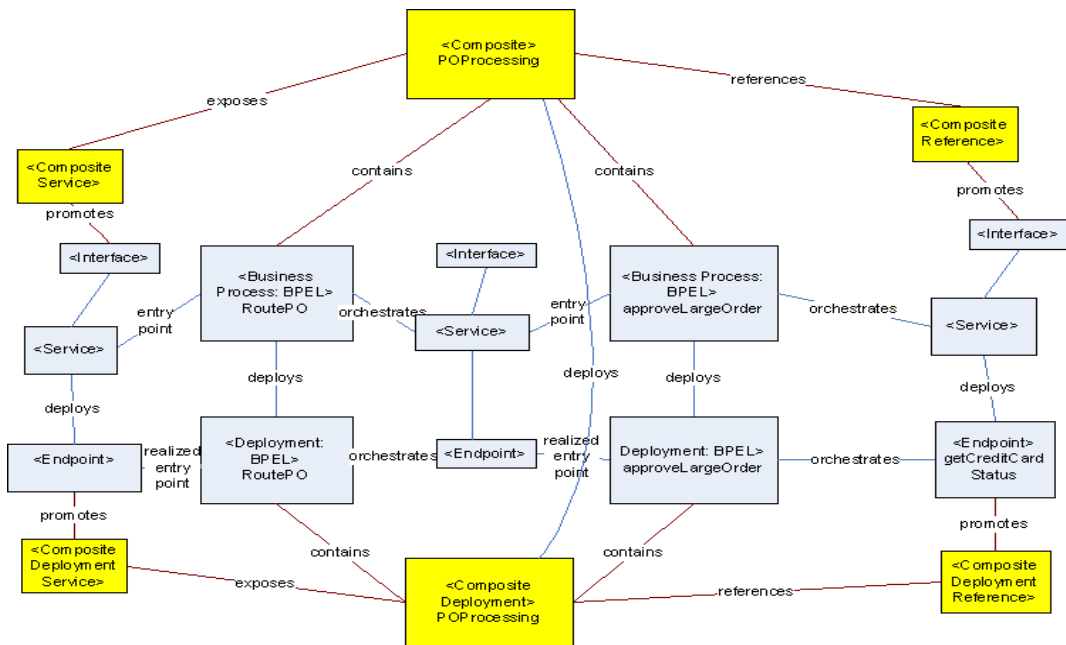 <Composite>
POProcessing
exposes
references
<Composite
Service>
<Composite
Reference>
contains
contains
promotes
promotes
<Interface>
<Interface>
<Interface>
<Business
Process: BPEL>
RoutePO
<Business Process:
BPEL>
approveLargeOrder
entry
point
orchestrates
<Service>
entry
point
orchestrates
<Service>
<Service>
deploys
deploys
deploys
deploys
deploys
<Endpoint>
realized
entry
point
<Deployment:
BPEL>
RoutePO
orchestrates
<Endpoint>
realized
entry
point
Deployment: BPEL>
approveLargeOrder
orchestrates
<Endpoint>
getCreditCard
Status
promotes
promotes
<Composite
Deployment
Service>
contains
contains
<Composite
Deployment
Reference>
exposes
<Composite
Deployment>
POProcessing
references